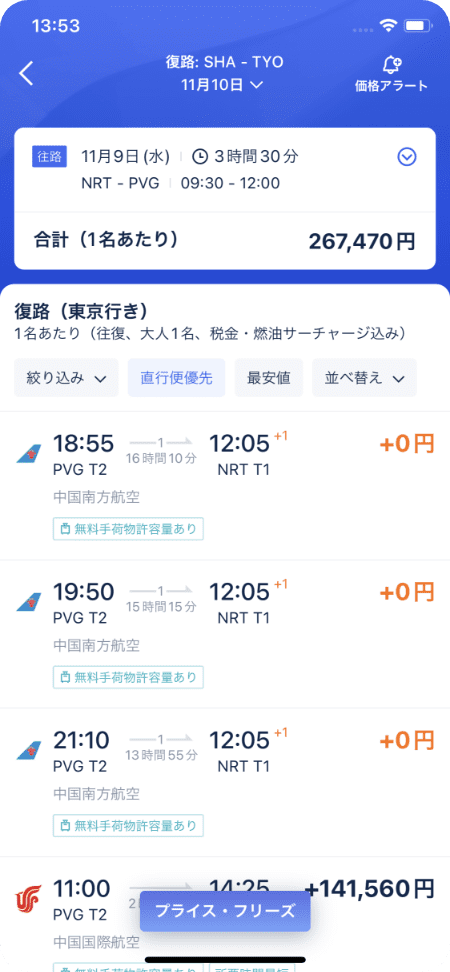 13:53
復路: SHA - TYO
11月10日
価格アラート
往路 11月9日(水) 3時間30分
NRT - PVG 09:30 - 12:00
合計（1名あたり） 267,470円
復路（東京行き）
1名あたり（往復、大人1名、税金・燃油サーチャージ込み）
絞り込み 直行便優先 最安値 並べ替え
18:55 1 12:05 +1 +0円
16時間10分
PVG T2 NRT T1
中国南方航空
無料手荷物許容量あり
19:50 1 12:05 +1 +0円
15時間15分
PVG T2 NRT T1
中国南方航空
無料手荷物許容量あり
21:10 1 12:05 +1 +0円
13時間55分
PVG T2 NRT T1
中国南方航空
無料手荷物許容量あり
11:00 14:25 +141,560円
PVG T2
プライス・フリーズ
中国国際航空